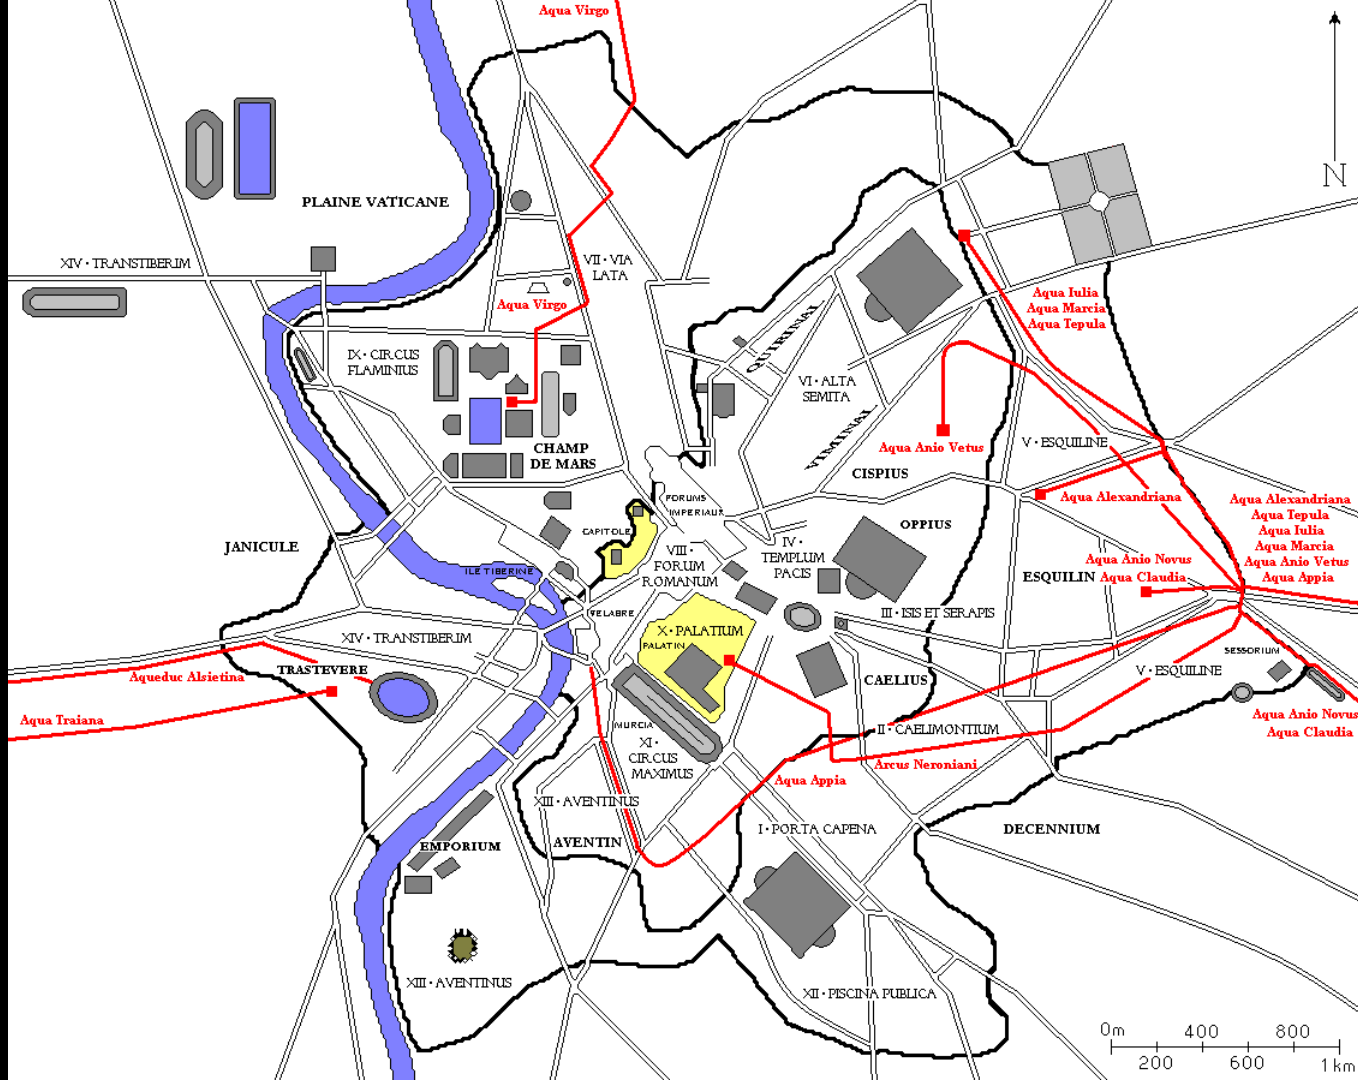 Aqua Virgo
N
PLAINE VATICANE
XIV · TRANSTIBERIM
VII · VIA
LATA
Aqua Virgo
Aqua Iulia
Aqua Marcia
Aqua Tepula
QUIRINAL
IX · CIRCUS
FLAMINIUS
VI · ALTA
SEMITA
VIMINAL
Aqua Anio Vetus
V · ESQUILINE
CHAMP
DE MARS
CISPIUS
FORUMS
IMPERIAUX
Aqua Alexandriana
Aqua Alexandriana
Aqua Tepula
Aqua Iulia
Aqua Marcia
Aqua Anio Vetus
Aqua Appia
CAPITOLE
OPPIUS
JANICULE
VIII ·
FORUM
ROMANUM
IV ·
TEMPLUM
PACIS
ILE TIBERINE
ESQUILIN
Aqua Anio Novus
Aqua Claudia
VELABRE
III · ISIS ET SERAPIS
XIV · TRANSTIBERIM
X · PALATIUM
PALATIN
SESSORIUM
TRASTEVERE
Aqueduc Alsietina
CAELIUS
V · ESQUILINE
Aqua Traiana
MURCIA
XI ·
CIRCUS
MAXIMUS
II · CAELIMONTIUM
Aqua Anio Novus
Aqua Claudia
Arcus Neroniani
Aqua Appia
XIII · AVENTINUS
EMPORIUM
AVENTIN
I · PORTA CAPENA
DECENNIUM
XIII · AVENTINUS
XII · PISCINA PUBLICA
0m 400 800
200 600 1km